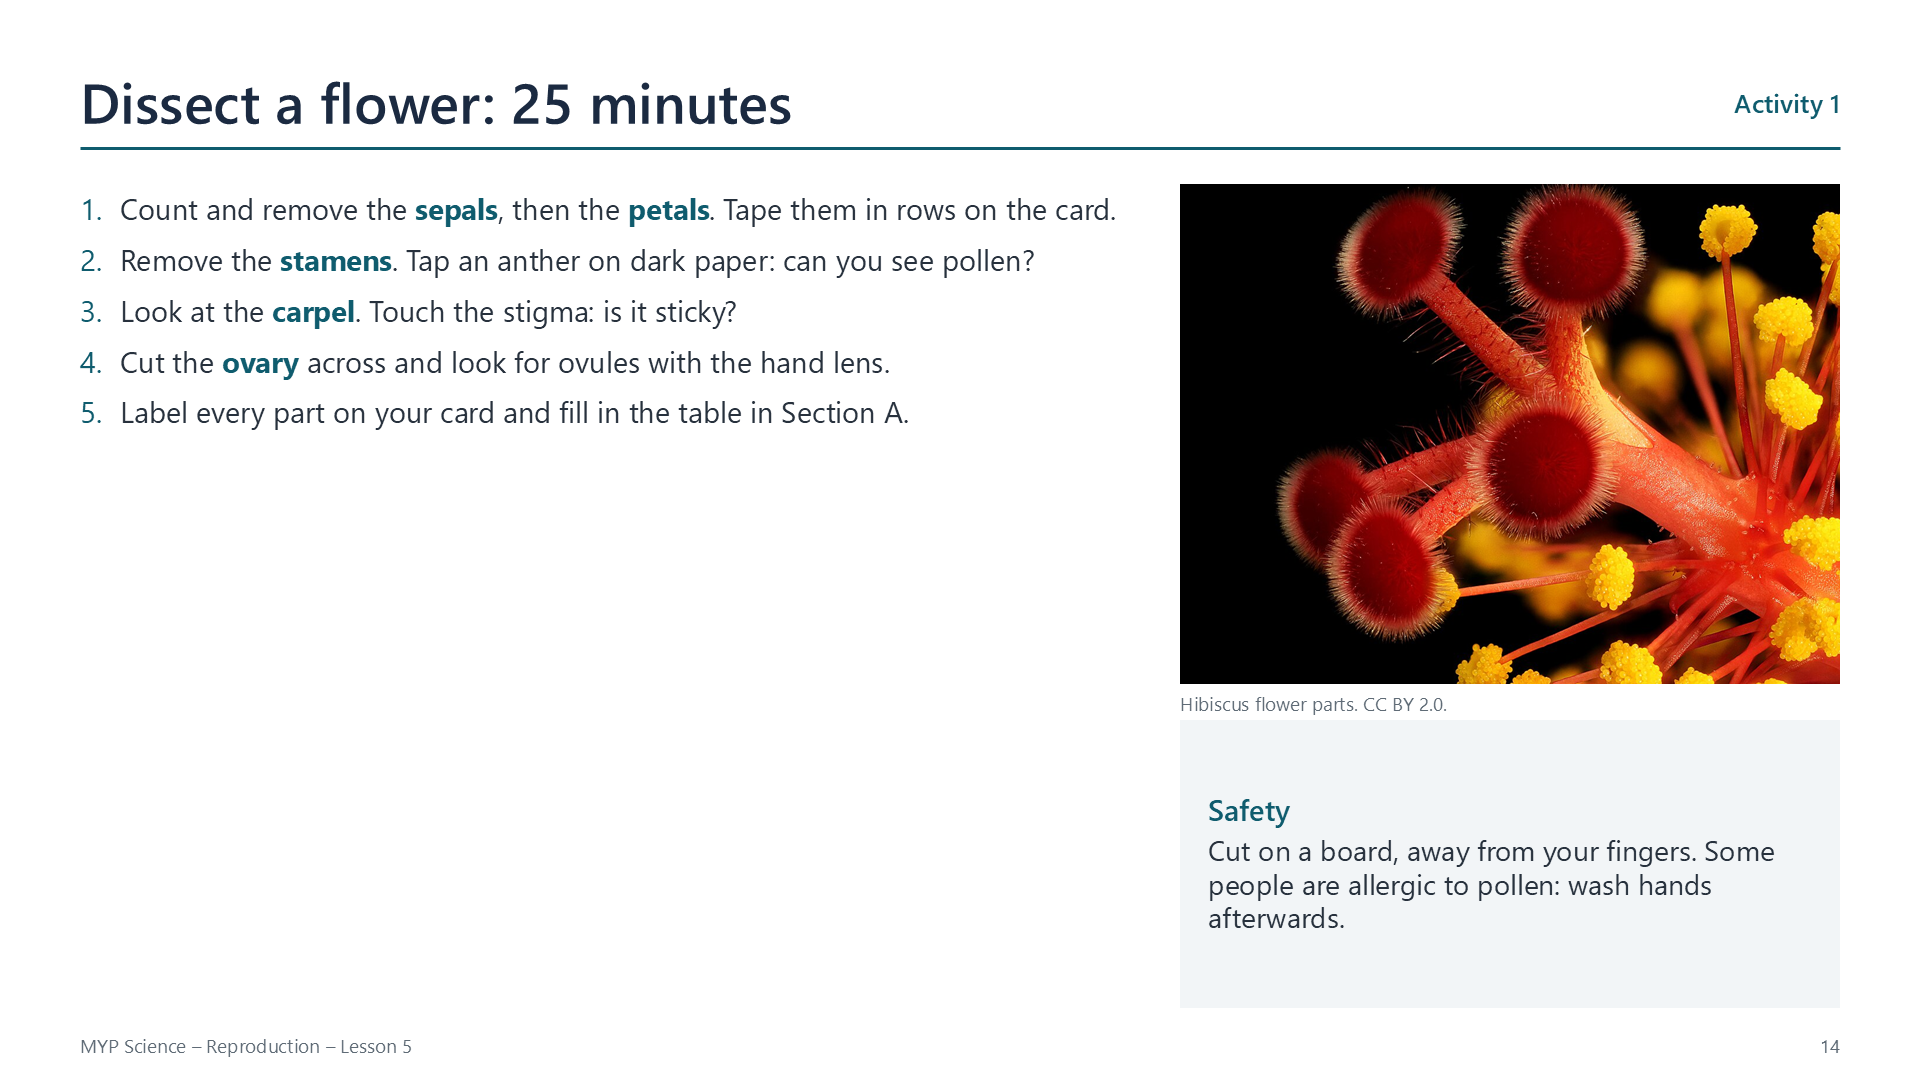 Dissect a flower: 25 minutes
Activity 1
1. Count and remove the sepals, then the petals. Tape them in rows on the card.
2. Remove the stamens. Tap an anther on dark paper: can you see pollen?
3. Look at the carpel. Touch the stigma: is it sticky?
4. Cut the ovary across and look for ovules with the hand lens.
5. Label every part on your card and fill in the table in Section A.
Hibiscus flower parts. CC BY 2.0.
Safety
Cut on a board, away from your fingers. Some
people are allergic to pollen: wash hands
afterwards.
MYP Science – Reproduction – Lesson 5
14